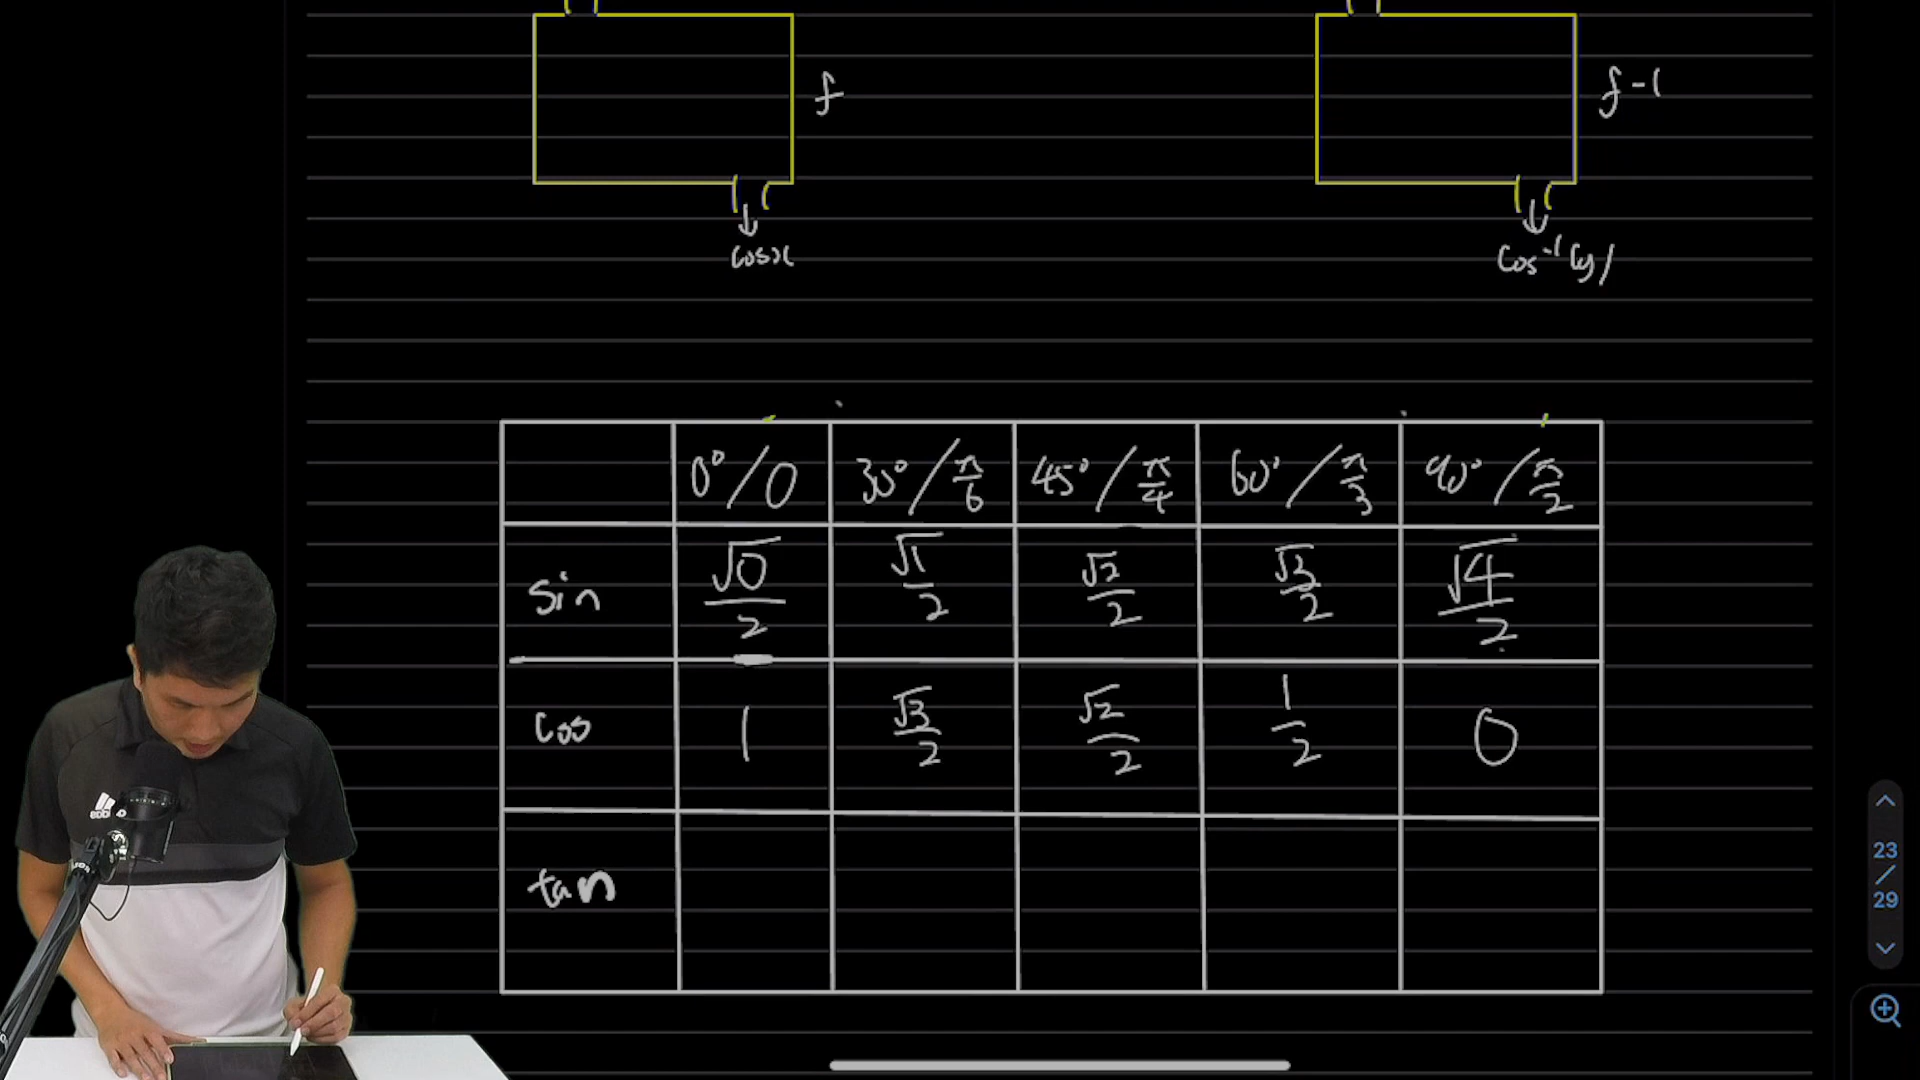 f
f-1
cosx
cos⁻¹(y)
0°/0 30°/π/6 45°/π/4 60°/π/3 90°/π/2
sin √0/2 √1/2 √2/2 √3/2 √4/2
cos 1 √3/2 √2/2 1/2 0
tan
23
/
29